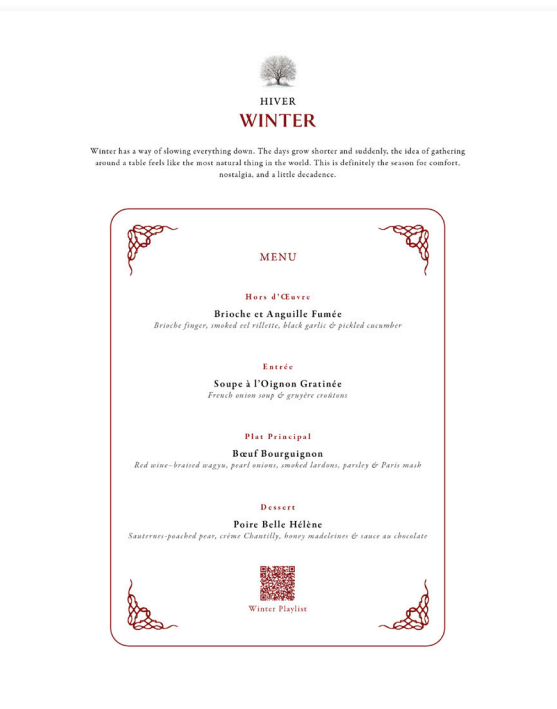 HIVER
WINTER
Winter has a way of slowing everything down. The days grow shorter and suddenly, the idea of gathering
around a table feels like the most natural thing in the world. This is definitely the season for comfort,
nostalgia, and a little decadence.
MENU
Hors d'Œuvre
Brioche et Anguille Fumée
Brioche finger, smoked eel rillette, black garlic & pickled cucumber
Entrée
Soupe à l'Oignon Gratinée
French onion soup & gruyère croûtons
Plat Principal
Bœuf Bourguignon
Red wine–braised wagyu, pearl onions, smoked lardons, parsley & Paris mash
Dessert
Poire Belle Hélène
Sauternes-poached pear, crème Chantilly, honey madeleines & sauce au chocolate
Winter Playlist